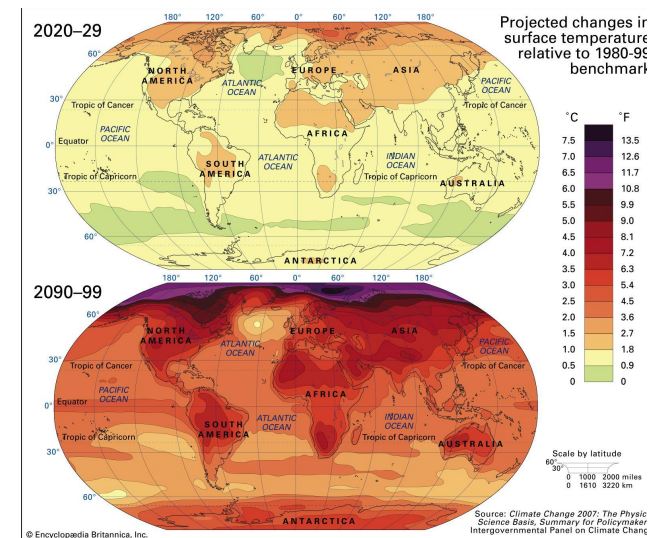 180° 120° 60° 0° 60° 120° 180°
2020–29
Projected changes in
surface temperature
relative to 1980-99
benchmark
60°
NORTH
AMERICA
ATLANTIC
OCEAN
EUROPE
ASIA
PACIFIC
OCEAN
30°
Tropic of Cancer
Tropic of Cancer
PACIFIC
OCEAN
AFRICA
Equator
0°
SOUTH
AMERICA
ATLANTIC
OCEAN
INDIAN
OCEAN
Tropic of Capricorn
Tropic of Capricorn
AUSTRALIA
30°
60°
ANTARCTICA
˚C ˚F
7.5 13.5
7.0 12.6
6.5 11.7
6.0 10.8
5.5 9.9
5.0 9.0
4.5 8.1
4.0 7.2
3.5 6.3
3.0 5.4
2.5 4.5
2.0 3.6
1.5 2.7
1.0 1.8
0.5 0.9
0 0
180° 120° 60° 0° 60° 120° 180°
2090-99
60°
NORTH
AMERICA
ATLANTIC
OCEAN
EUROPE
ASIA
PACIFIC
OCEAN
30°
Tropic of Cancer
Tropic of Cancer
PACIFIC
OCEAN
AFRICA
Equator
0°
SOUTH
AMERICA
ATLANTIC
OCEAN
INDIAN
OCEAN
Tropic of Capricorn
Tropic of Capricorn
AUSTRALIA
30°
60°
ANTARCTICA
Scale by latitude
60°
30°
0 1000 2000 miles
0 1610 3220 km
Source: Climate Change 2007: The Physic
Science Basis, Summary for Policymaker
Intergovernmental Panel on Climate Chang
© Encyclopædia Britannica, Inc.